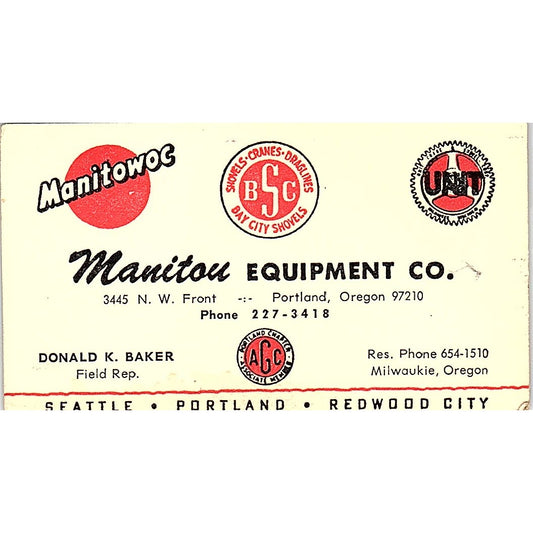 Manitowoc
SHOVELS·CRANES·DRAGLINES
BSC
BAY CITY SHOVELS
UNIT
Manitou EQUIPMENT CO.
3445 N. W. Front -:- Portland, Oregon 97210
Phone 227-3418
PORTLAND CHAPTER
AGC
ASSOCIATE MEMBER
DONALD K. BAKER
Field Rep.
Res. Phone 654-1510
Milwaukie, Oregon
SEATTLE • PORTLAND • REDWOOD CITY